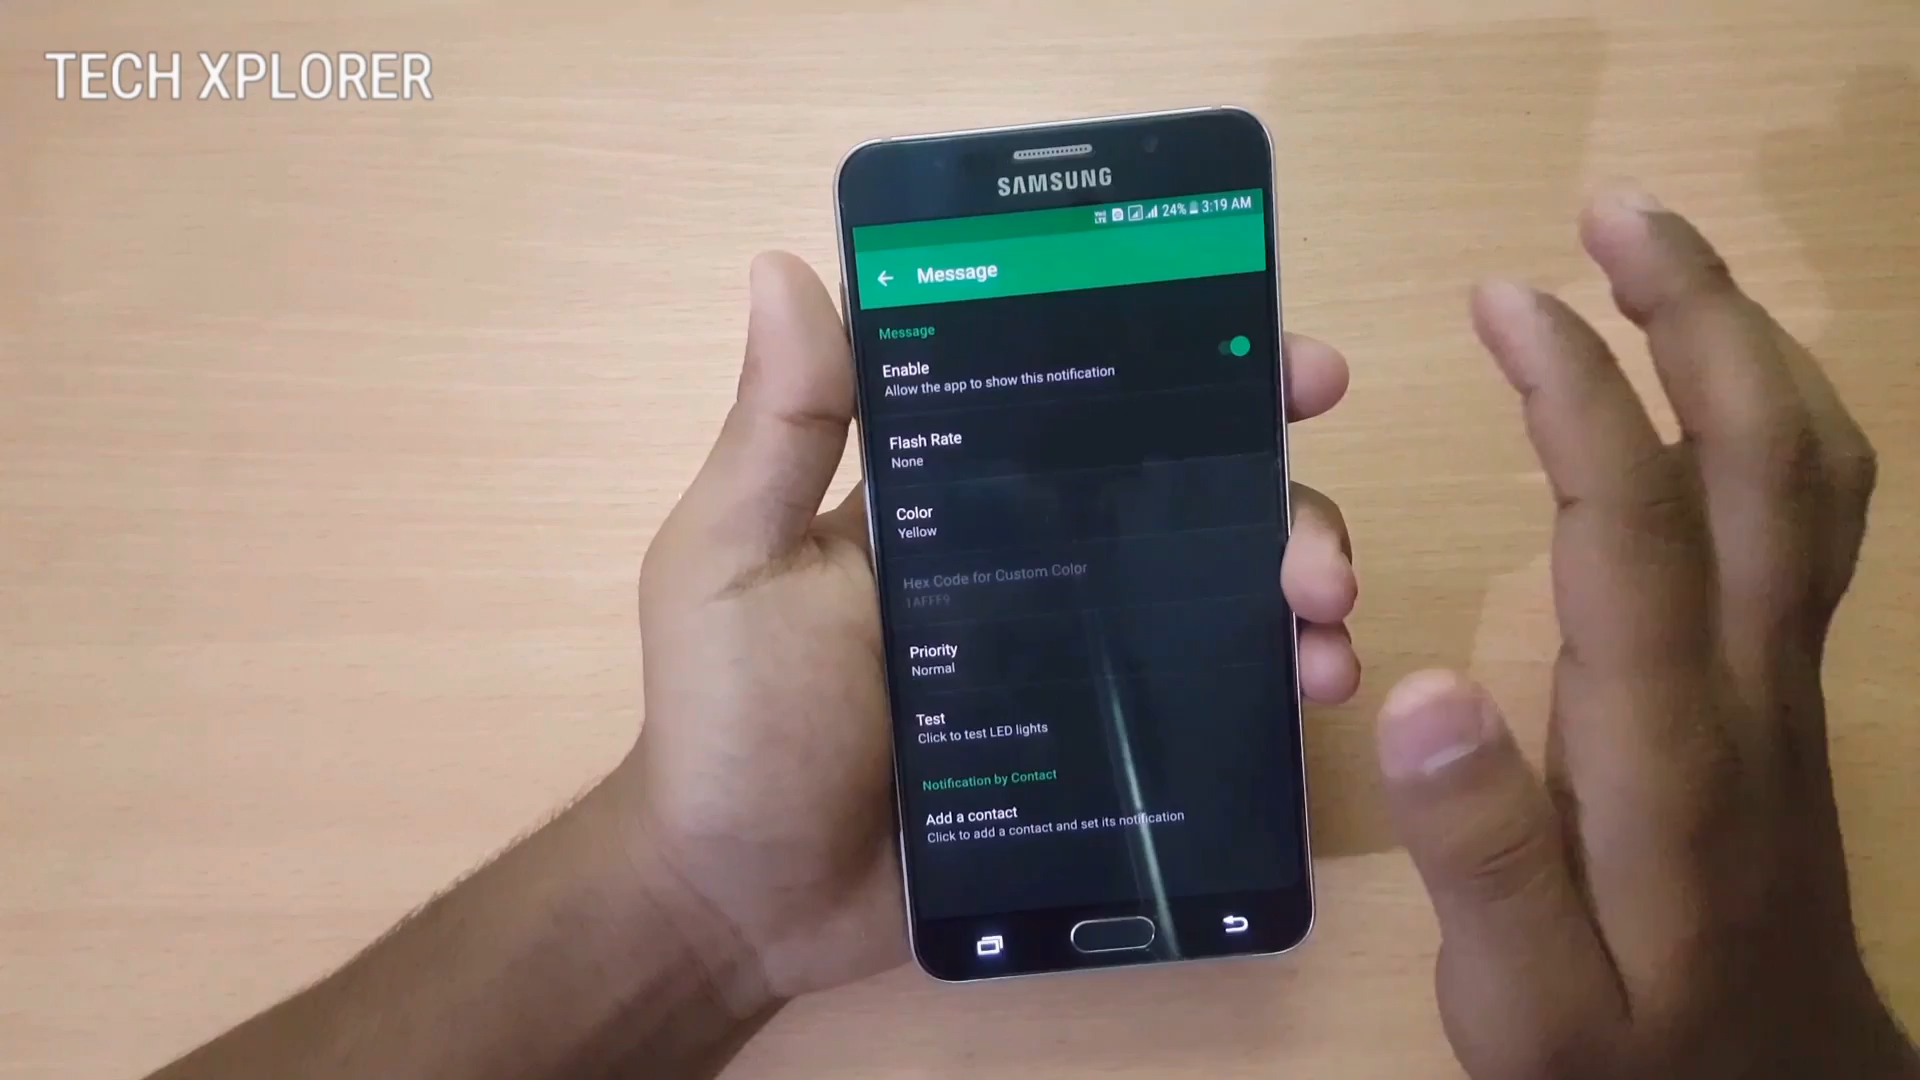 TECH XPLORER
SAMSUNG
VoLTE 24% 3:19 AM
Message
Message
Enable
Allow the app to show this notification
Flash Rate
None
Color
Yellow
Hex Code for Custom Color
1AFFF9
Priority
Normal
Test
Click to test LED lights
Notification by Contact
Add a contact
Click to add a contact and set its notification